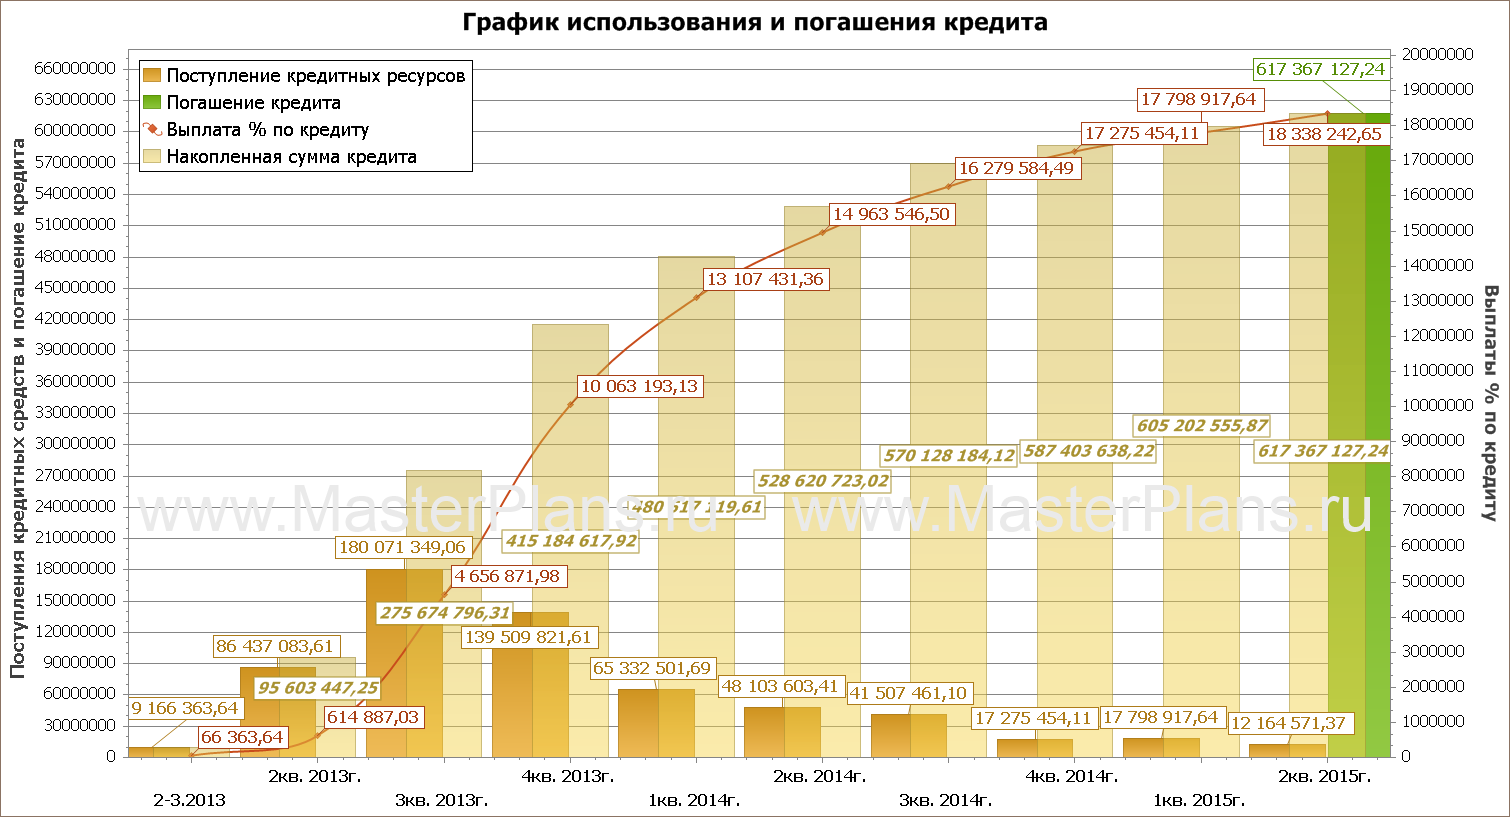 График использования и погашения кредита
Поступление кредитных ресурсов
Погашение кредита
Выплата % по кредиту
Накопленная сумма кредита
Поступления кредитных средств и погашение кредита
660000000
630000000
600000000
570000000
540000000
510000000
480000000
450000000
420000000
390000000
360000000
330000000
300000000
270000000
240000000
210000000
180000000
150000000
120000000
90000000
60000000
30000000
0
617 367 127,24
17 798 917,64
17 275 454,11
18 338 242,65
16 279 584,49
14 963 546,50
13 107 431,36
10 063 193,13
605 202 555,87
570 128 184,12
587 403 638,22
617 367 127,24
528 620 723,02
480 517 119,61
www.MasterPlans.ru
www.MasterPlans.ru
415 184 617,92
180 071 349,06
4 656 871,98
275 674 796,31
139 509 821,61
86 437 083,61
65 332 501,69
95 603 447,25
48 103 603,41
41 507 461,10
9 166 363,64
614 887,03
17 275 454,11
17 798 917,64
12 164 571,37
66 363,64
20000000
19000000
18000000
17000000
16000000
15000000
14000000
13000000
12000000
11000000
10000000
9000000
8000000
7000000
6000000
5000000
4000000
3000000
2000000
1000000
0
Выплаты % по кредиту
2-3.2013
2кв. 2013г.
3кв. 2013г.
4кв. 2013г.
1кв. 2014г.
2кв. 2014г.
3кв. 2014г.
4кв. 2014г.
1кв. 2015г.
2кв. 2015г.